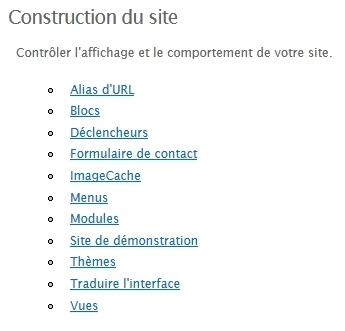 Construction du site
Contrôler l'affichage et le comportement de votre site.
Alias d'URL
Blocs
Déclencheurs
Formulaire de contact
ImageCache
Menus
Modules
Site de démonstration
Thèmes
Traduire l'interface
Vues